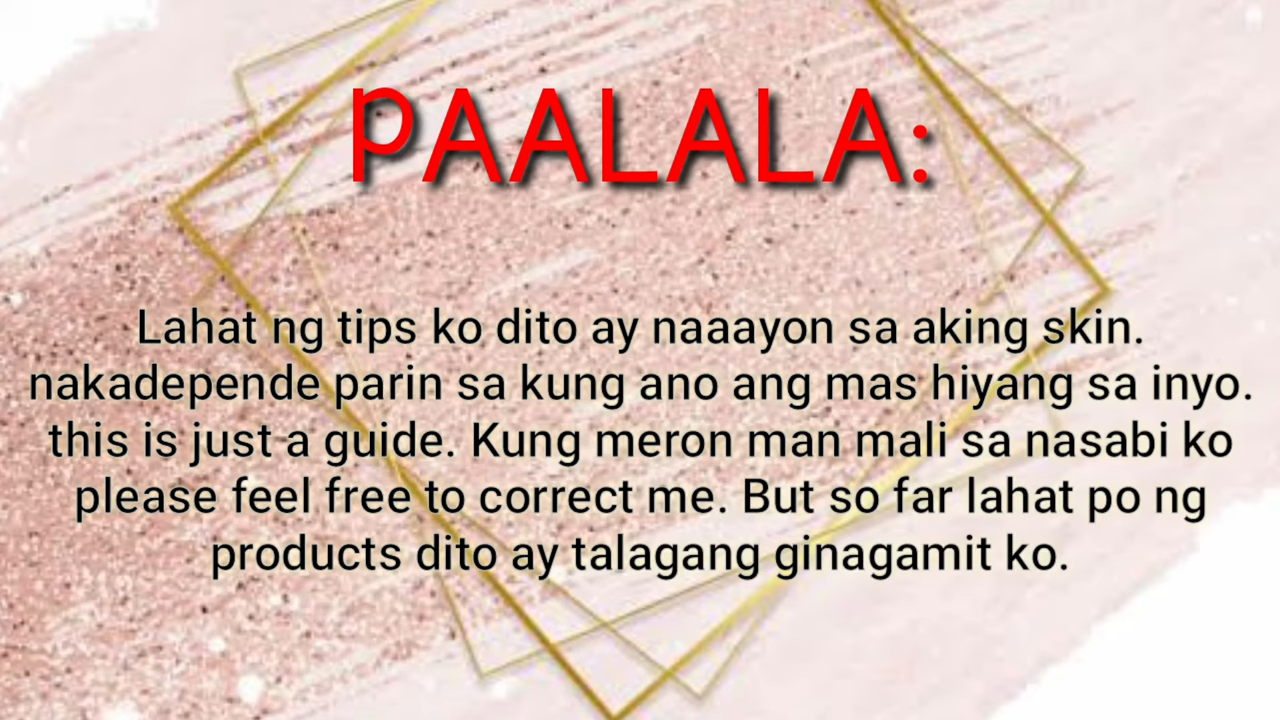 PAALALA:
Lahat ng tips ko dito ay naaayon sa aking skin.
nakadepende parin sa kung ano ang mas hiyang sa inyo.
this is just a guide. Kung meron man mali sa nasabi ko
please feel free to correct me. But so far lahat po ng
products dito ay talagang ginagamit ko.